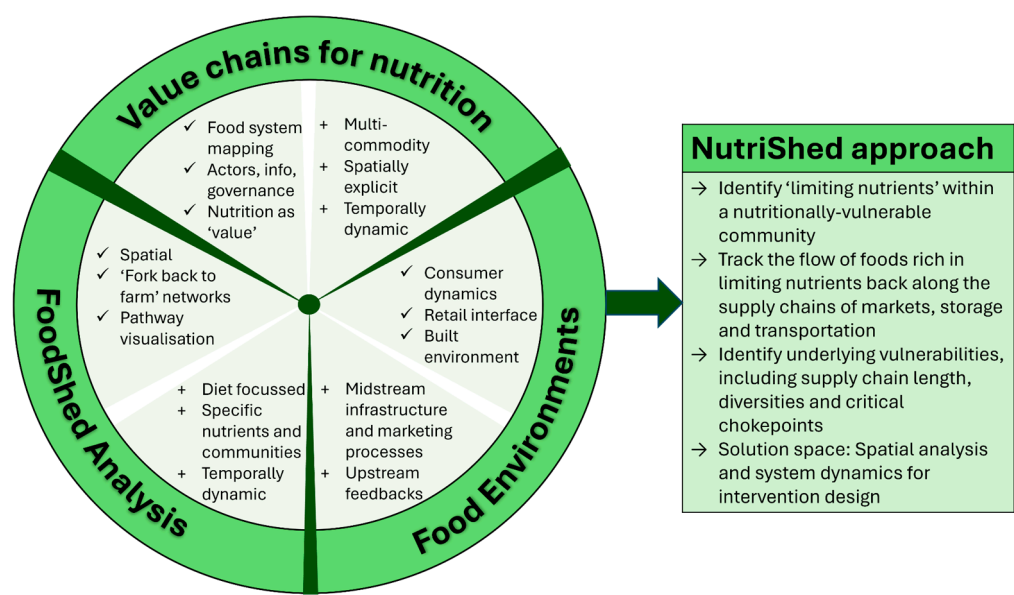 Value chains for nutrition
✓ Food system
mapping
✓ Actors, info,
governance
✓ Nutrition as
‘value’
+ Multi-
commodity
+ Spatially
explicit
+ Temporally
dynamic
FoodShed Analysis
✓ Spatial
✓ ‘Fork back to
farm’ networks
✓ Pathway
visualisation
+ Diet focussed
+ Specific
nutrients and
communities
+ Temporally
dynamic
Food Environments
✓ Consumer
dynamics
✓ Retail interface
✓ Built
environment
+ Midstream
infrastructure
and marketing
processes
+ Upstream
feedbacks
NutriShed approach
→ Identify ‘limiting nutrients’ within
a nutritionally-vulnerable
community
→ Track the flow of foods rich in
limiting nutrients back along the
supply chains of markets, storage
and transportation
→ Identify underlying vulnerabilities,
including supply chain length,
diversities and critical
chokepoints
→ Solution space: Spatial analysis
and system dynamics for
intervention design